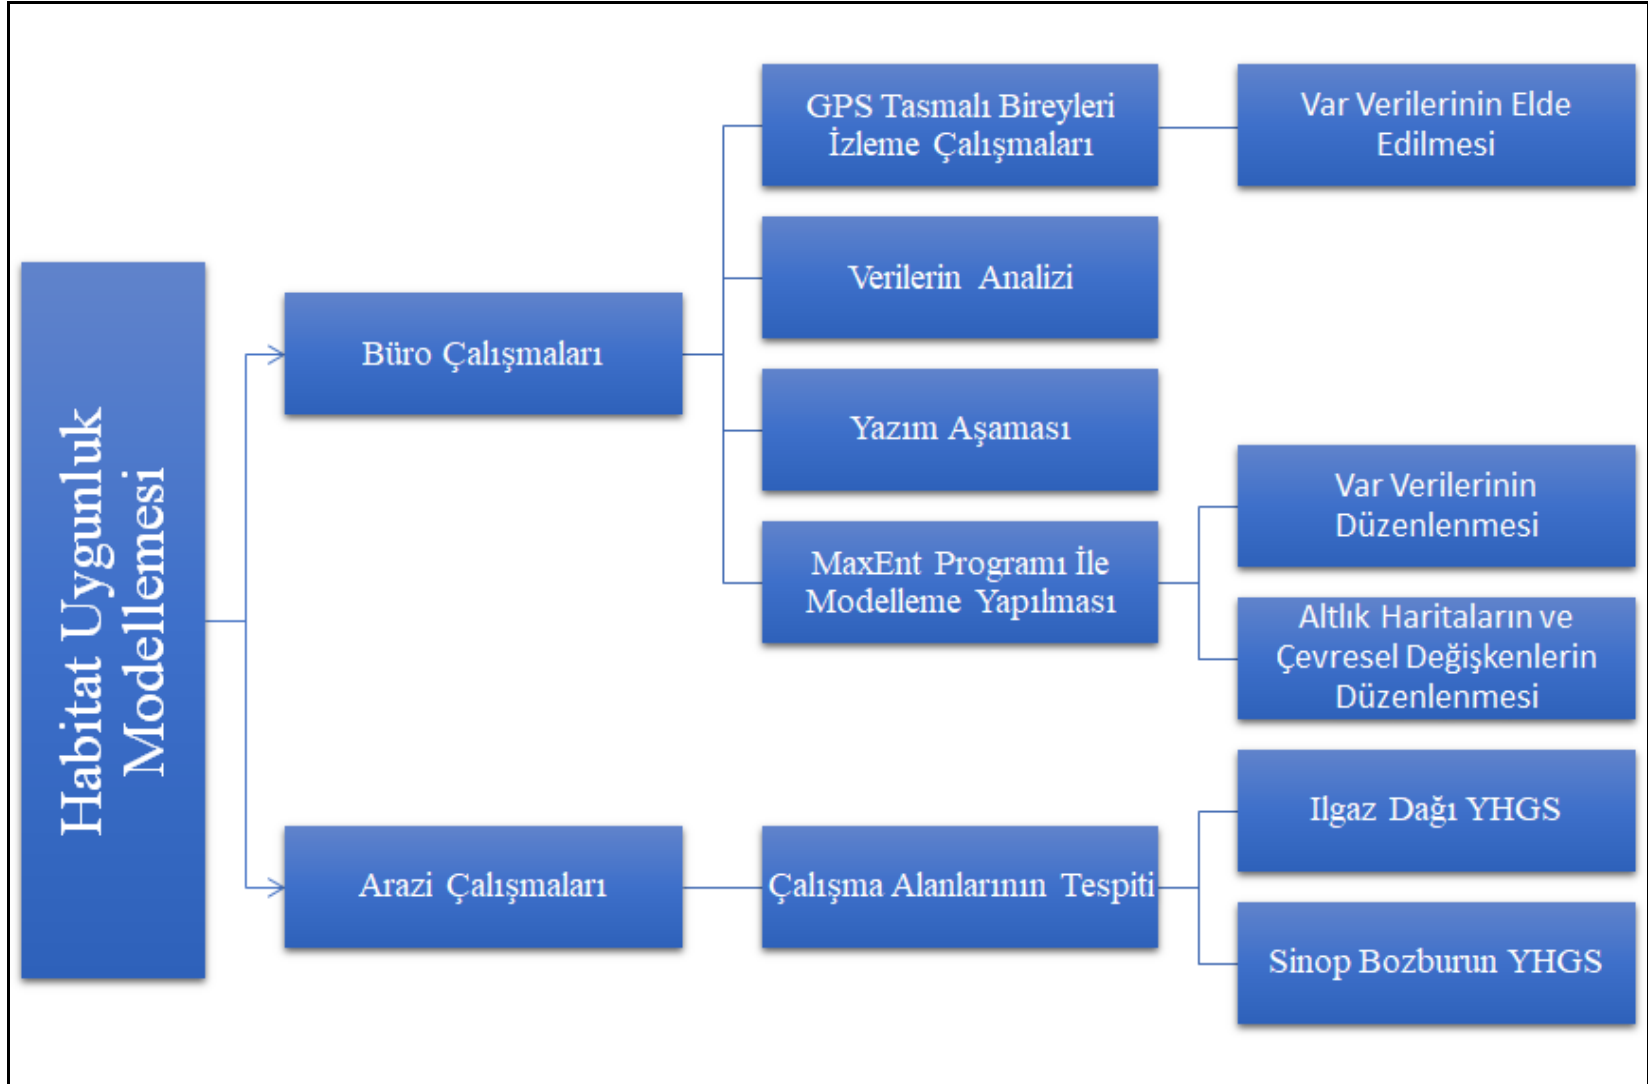 Habitat Uygunluk
Modellemesi
Büro Çalışmaları
GPS Tasmalı Bireyleri
İzleme Çalışmaları
Var Verilerinin Elde
Edilmesi
Verilerin Analizi
Yazım Aşaması
MaxEnt Programı İle
Modelleme Yapılması
Var Verilerinin
Düzenlenmesi
Altlık Haritaların ve
Çevresel Değişkenlerin
Düzenlenmesi
Arazi Çalışmaları
Çalışma Alanlarının Tespiti
Ilgaz Dağı YHGS
Sinop Bozburun YHGS